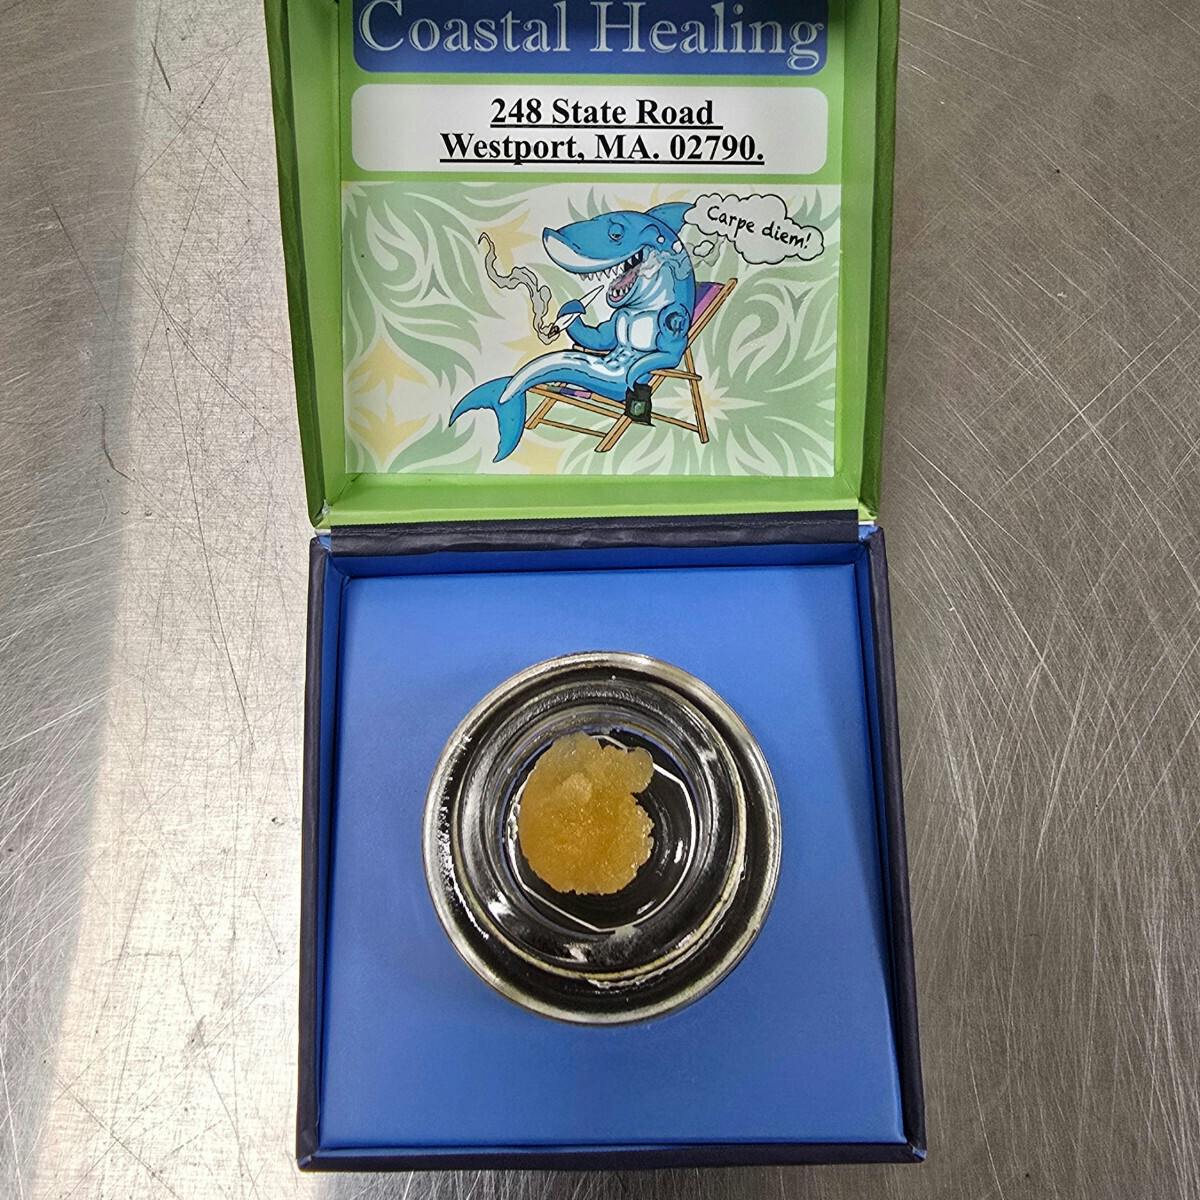 Coastal Healing
248 State Road
Westport, MA. 02790.
Carpe diem!